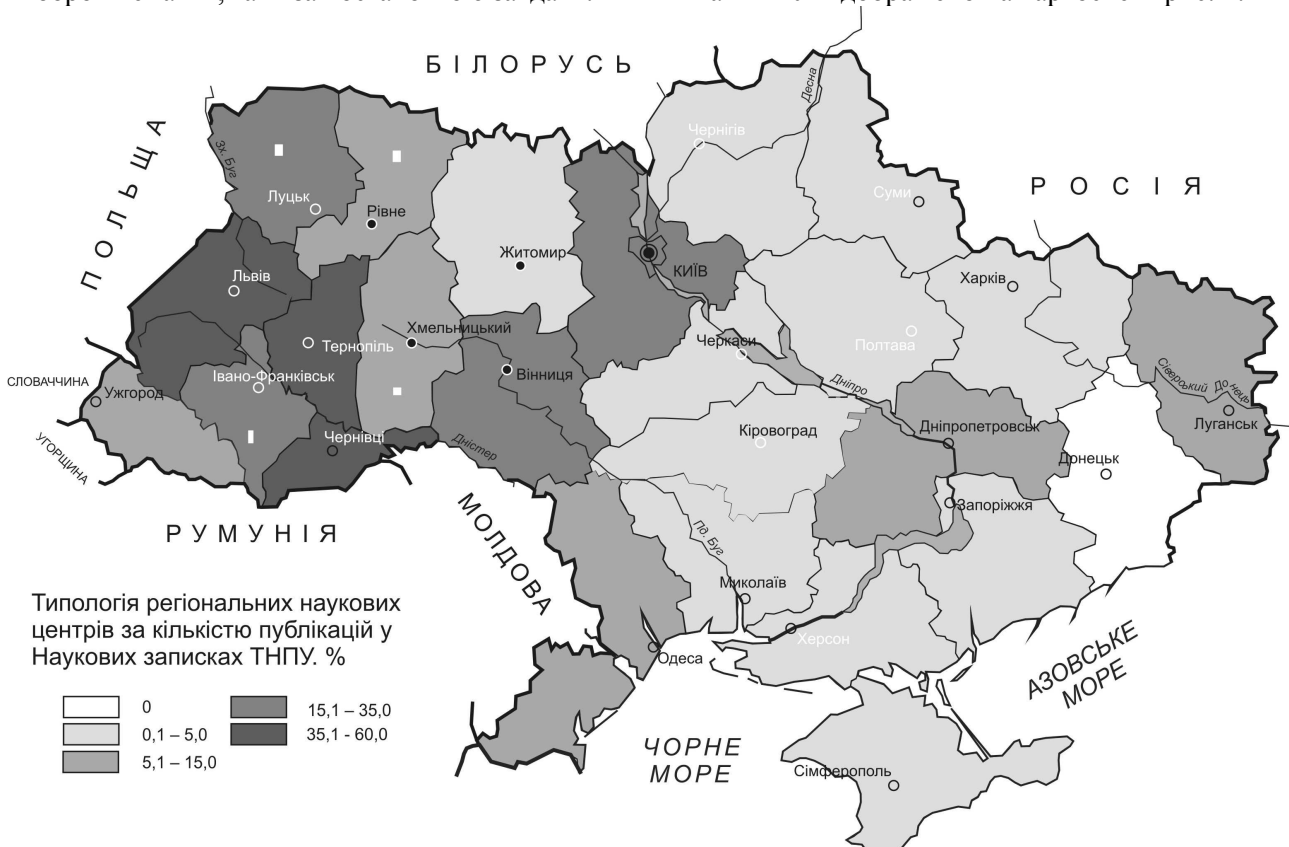 БІЛОРУСЬ
ПОЛЬЩА
РОСІЯ
Десна
Чернігів
Суми
Зх. Буг
Луцьк
Рівне
Житомир
КИЇВ
Харків
Львів
Хмельницький
Тернопіль
Черкаси
Полтава
СЛОВАЧЧИНА
Ужгород
Івано-Франківськ
Вінниця
Дніпро
Сіверський Донець
Луганськ
УГОРЩИНА
Чернівці
Дністер
Кіровоград
Дніпропетровськ
Донецьк
РУМУНІЯ
МОЛДОВА
Пд. Буг
Запоріжжя
Миколаїв
Херсон
Одеса
АЗОВСЬКЕ
МОРЕ
ЧОРНЕ
МОРЕ
Сімферополь
Типологія регіональних наукових
центрів за кількістю публікацій у
Наукових записках ТНПУ. %
0
0,1 – 5,0
5,1 – 15,0
15,1 – 35,0
35,1 - 60,0